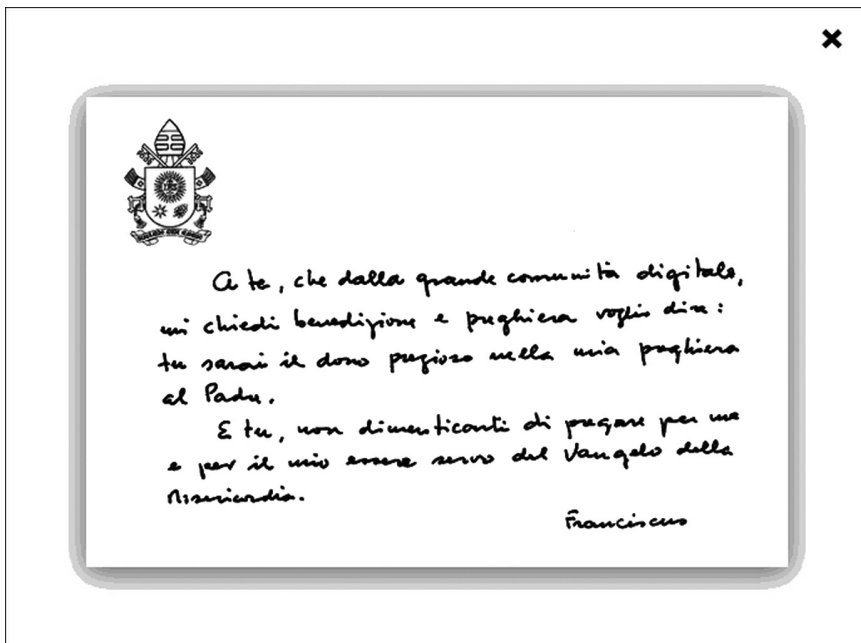 A te, che dalla grande comunità digitale,
mi chiedi benedizione e preghiera voglio dire:
tu sarai il dono prezioso nella mia preghiera
al Padre.
E tu, non dimenticarti di pregare per me
e per il mio essere servo del Vangelo della
Misericordia.
Franciscus